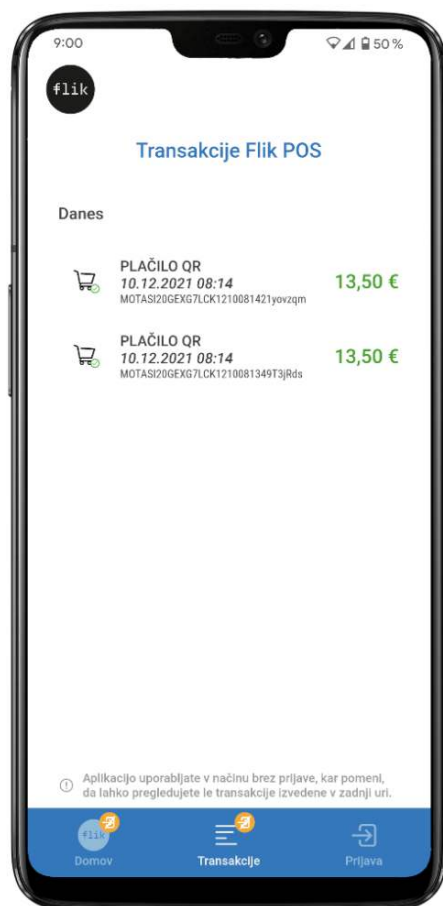 9:00
50 %
flik
Transakcije Flik POS
Danes
PLAČILO QR
10.12.2021 08:14
13,50 €
MOTASI20GEXG7LCK1210081421yovzqm
PLAČILO QR
10.12.2021 08:14
13,50 €
MOTASI20GEXG7LCK1210081349T3jRds
Aplikacijo uporabljate v načinu brez prijave, kar pomeni,
da lahko pregledujete le transakcije izvedene v zadnji uri.
flik
Domov
Transakcije
Prijava